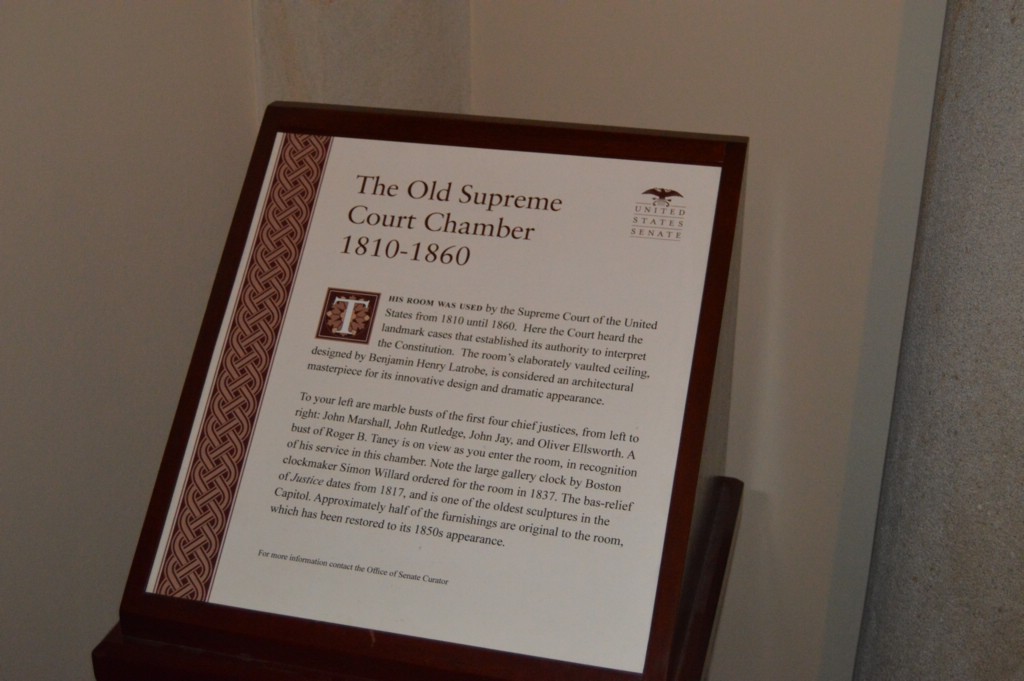 The Old Supreme
Court Chamber
1810-1860
UNITED
STATES
SENATE
THIS ROOM WAS USED by the Supreme Court of the United
States from 1810 until 1860. Here the Court heard the
landmark cases that established its authority to interpret
the Constitution. The room's elaborately vaulted ceiling,
designed by Benjamin Henry Latrobe, is considered an architectural
masterpiece for its innovative design and dramatic appearance.
To your left are marble busts of the first four chief justices, from left to
right: John Marshall, John Rutledge, John Jay, and Oliver Ellsworth. A
bust of Roger B. Taney is on view as you enter the room, in recognition
of his service in this chamber. Note the large gallery clock by Boston
clockmaker Simon Willard ordered for the room in 1837. The bas-relief
of Justice dates from 1817, and is one of the oldest sculptures in the
Capitol. Approximately half of the furnishings are original to the room,
which has been restored to its 1850s appearance.
For more information contact the Office of Senate Curator